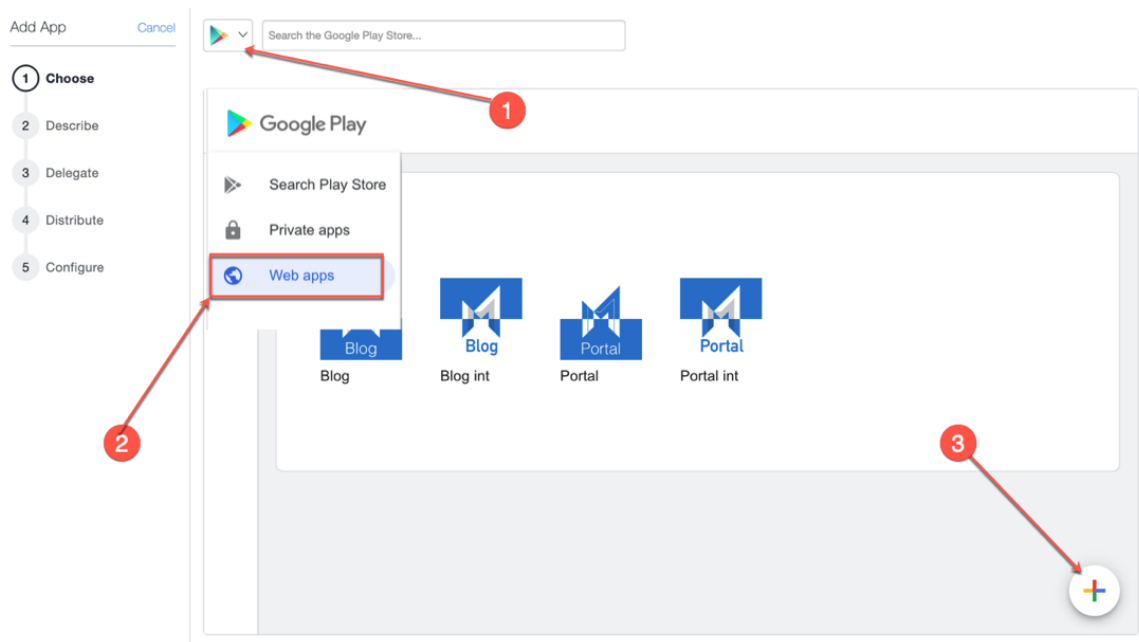 Add App
Cancel
1 Choose
2 Describe
3 Delegate
4 Distribute
5 Configure
Search the Google Play Store...
1
Google Play
Search Play Store
Private apps
Web apps
Blog
Blog
Portal
Portal
Blog
Blog int
Portal
Portal int
2
3